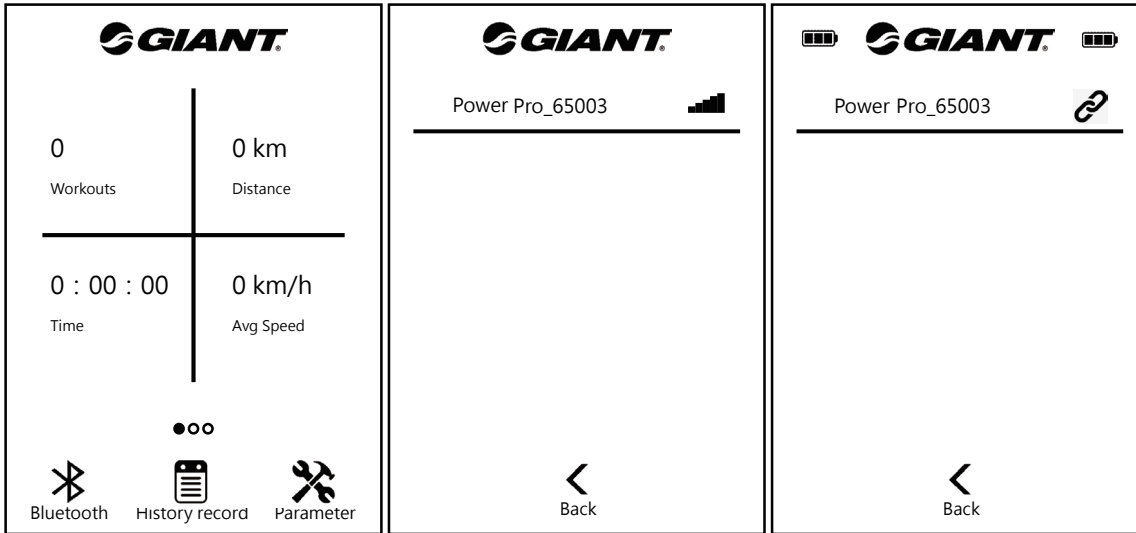 GIANT
0
Workouts
0 km
Distance
0 : 00 : 00
Time
0 km/h
Avg Speed
Bluetooth
History record
Parameter
GIANT
Power Pro_65003
Back
GIANT
Power Pro_65003
Back